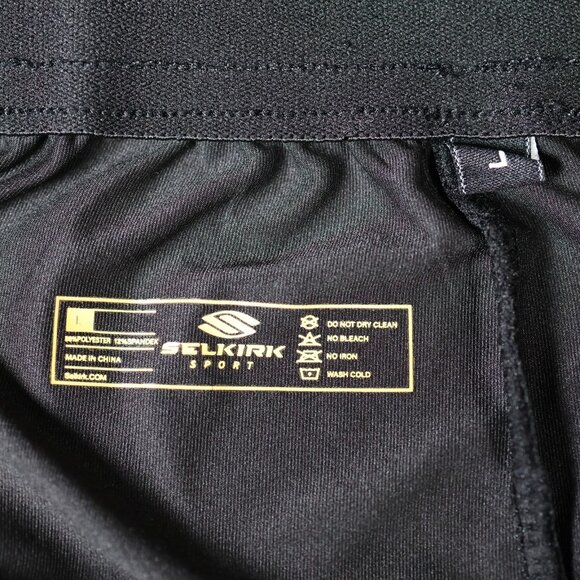 L
L
88%POLYESTER 12%SPANDEX
MADE IN CHINA
Selkirk.COM
SELKIRK
SPORT
DO NOT DRY CLEAN
NO BLEACH
NO IRON
WASH COLD